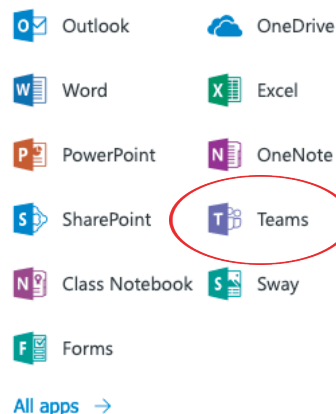 Outlook OneDrive
Word Excel
PowerPoint OneNote
SharePoint Teams
Class Notebook Sway
Forms
All apps →